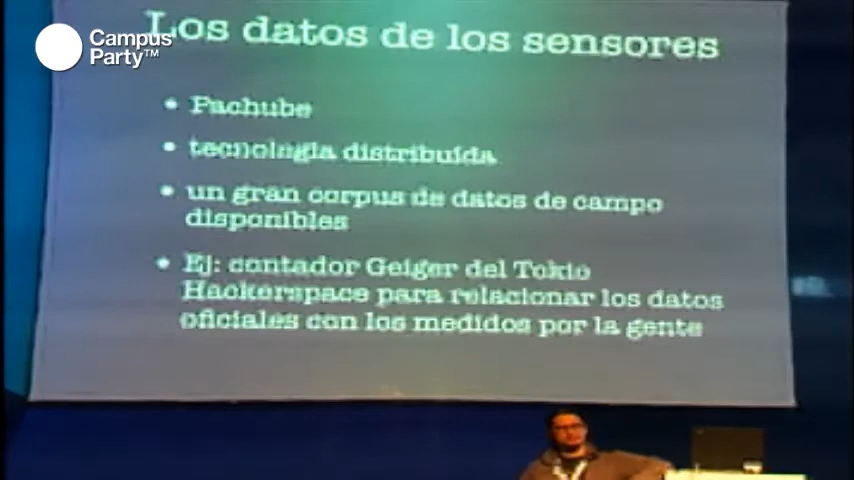 Campus
Party™
Los datos de los sensores
• Pachube
• tecnología distribuida
• un gran corpus de datos de campo
disponibles
• Ej: contador Geiger del Tokio
Hackerspace para relacionar los datos
oficiales con los medidos por la gente